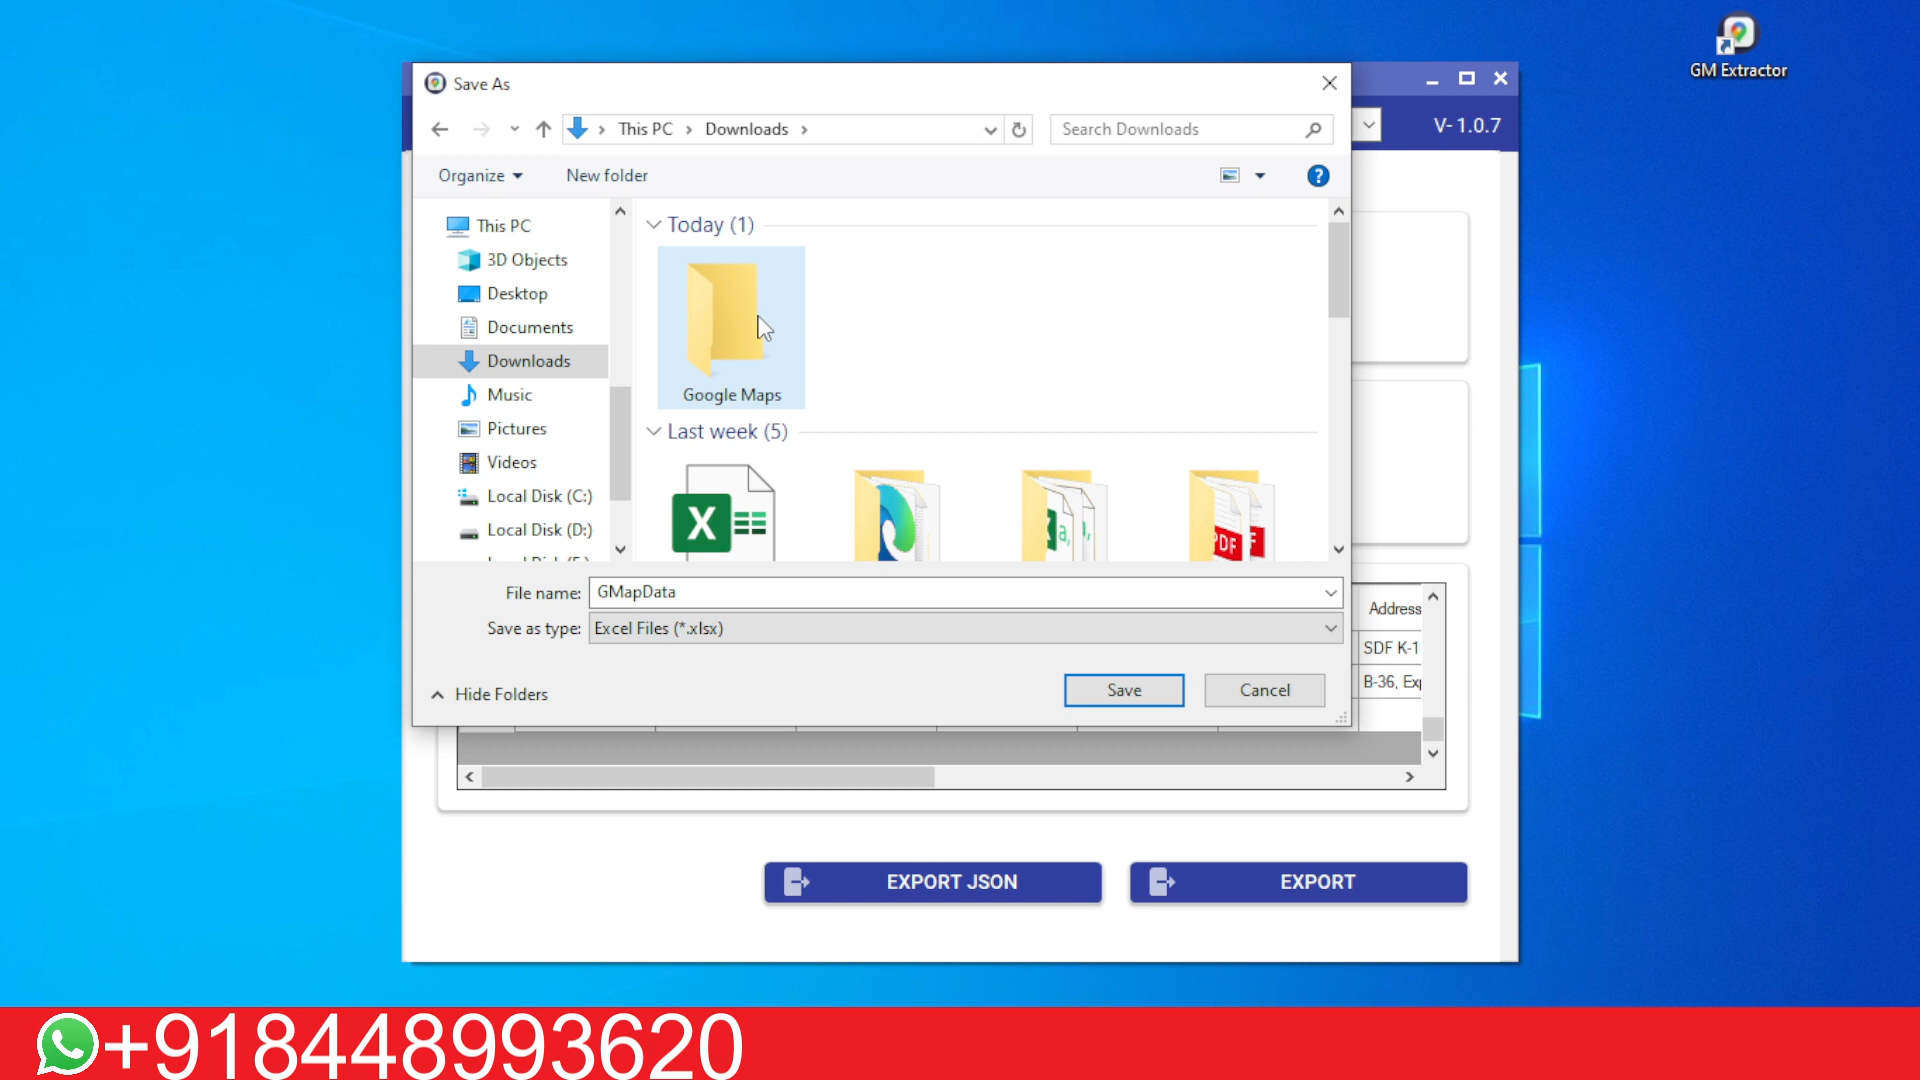 GM Extractor
Save As
V- 1.0.7
This PC
Downloads
Search Downloads
Organize
New folder
?
This PC
3D Objects
Desktop
Documents
Downloads
Music
Pictures
Videos
Local Disk (C:)
Local Disk (D:)
Today (1)
Google Maps
Last week (5)
X
a,
PDF
File name: GMapData
Save as type: Excel Files (*.xlsx)
Hide Folders
Save
Cancel
Address
SDF K-1
B-36, Exp
EXPORT JSON
EXPORT
+918448993620